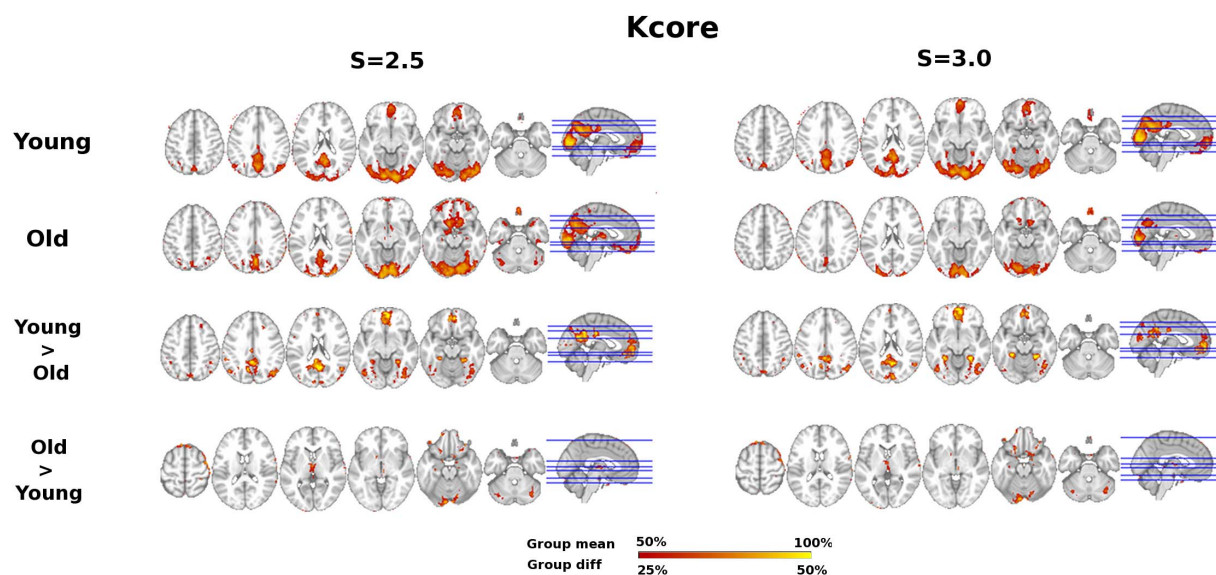 Kcore
S=2.5
S=3.0
Young
Old
Young
>
Old
Old
>
Young
Group mean 50% 100%
Group diff 25% 50%